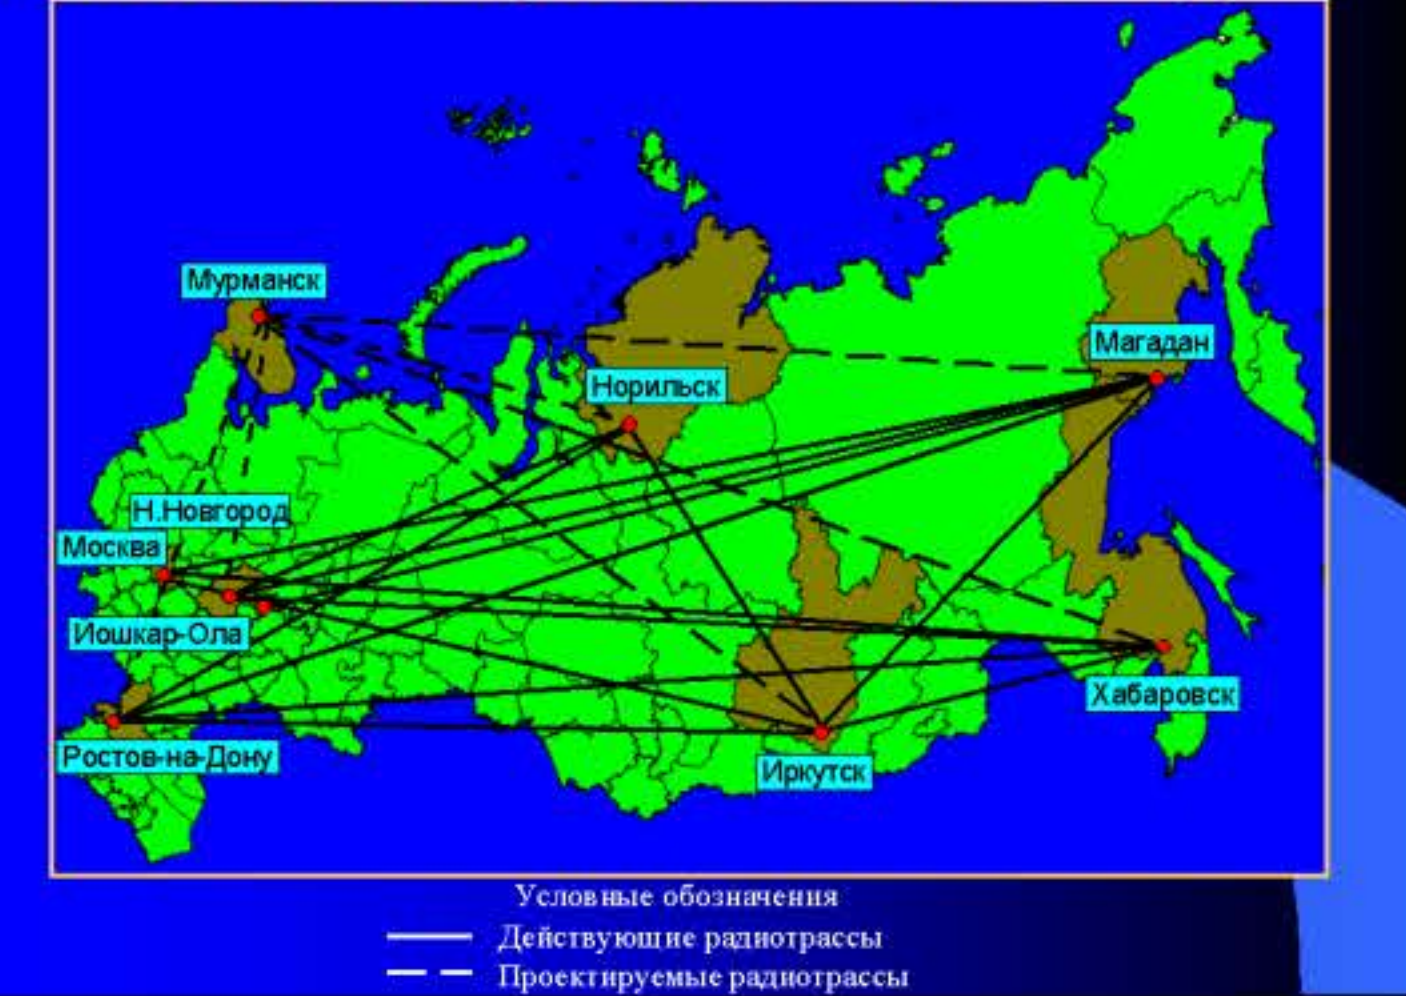 Мурманск
Магадан
Норильск
Н.Новгород
Москва
Иошкар-Ола
Хабаровск
Ростов-на-Дону
Иркутск
Условные обозначения
Действующие радиотрассы
Проектируемые радиотрассы